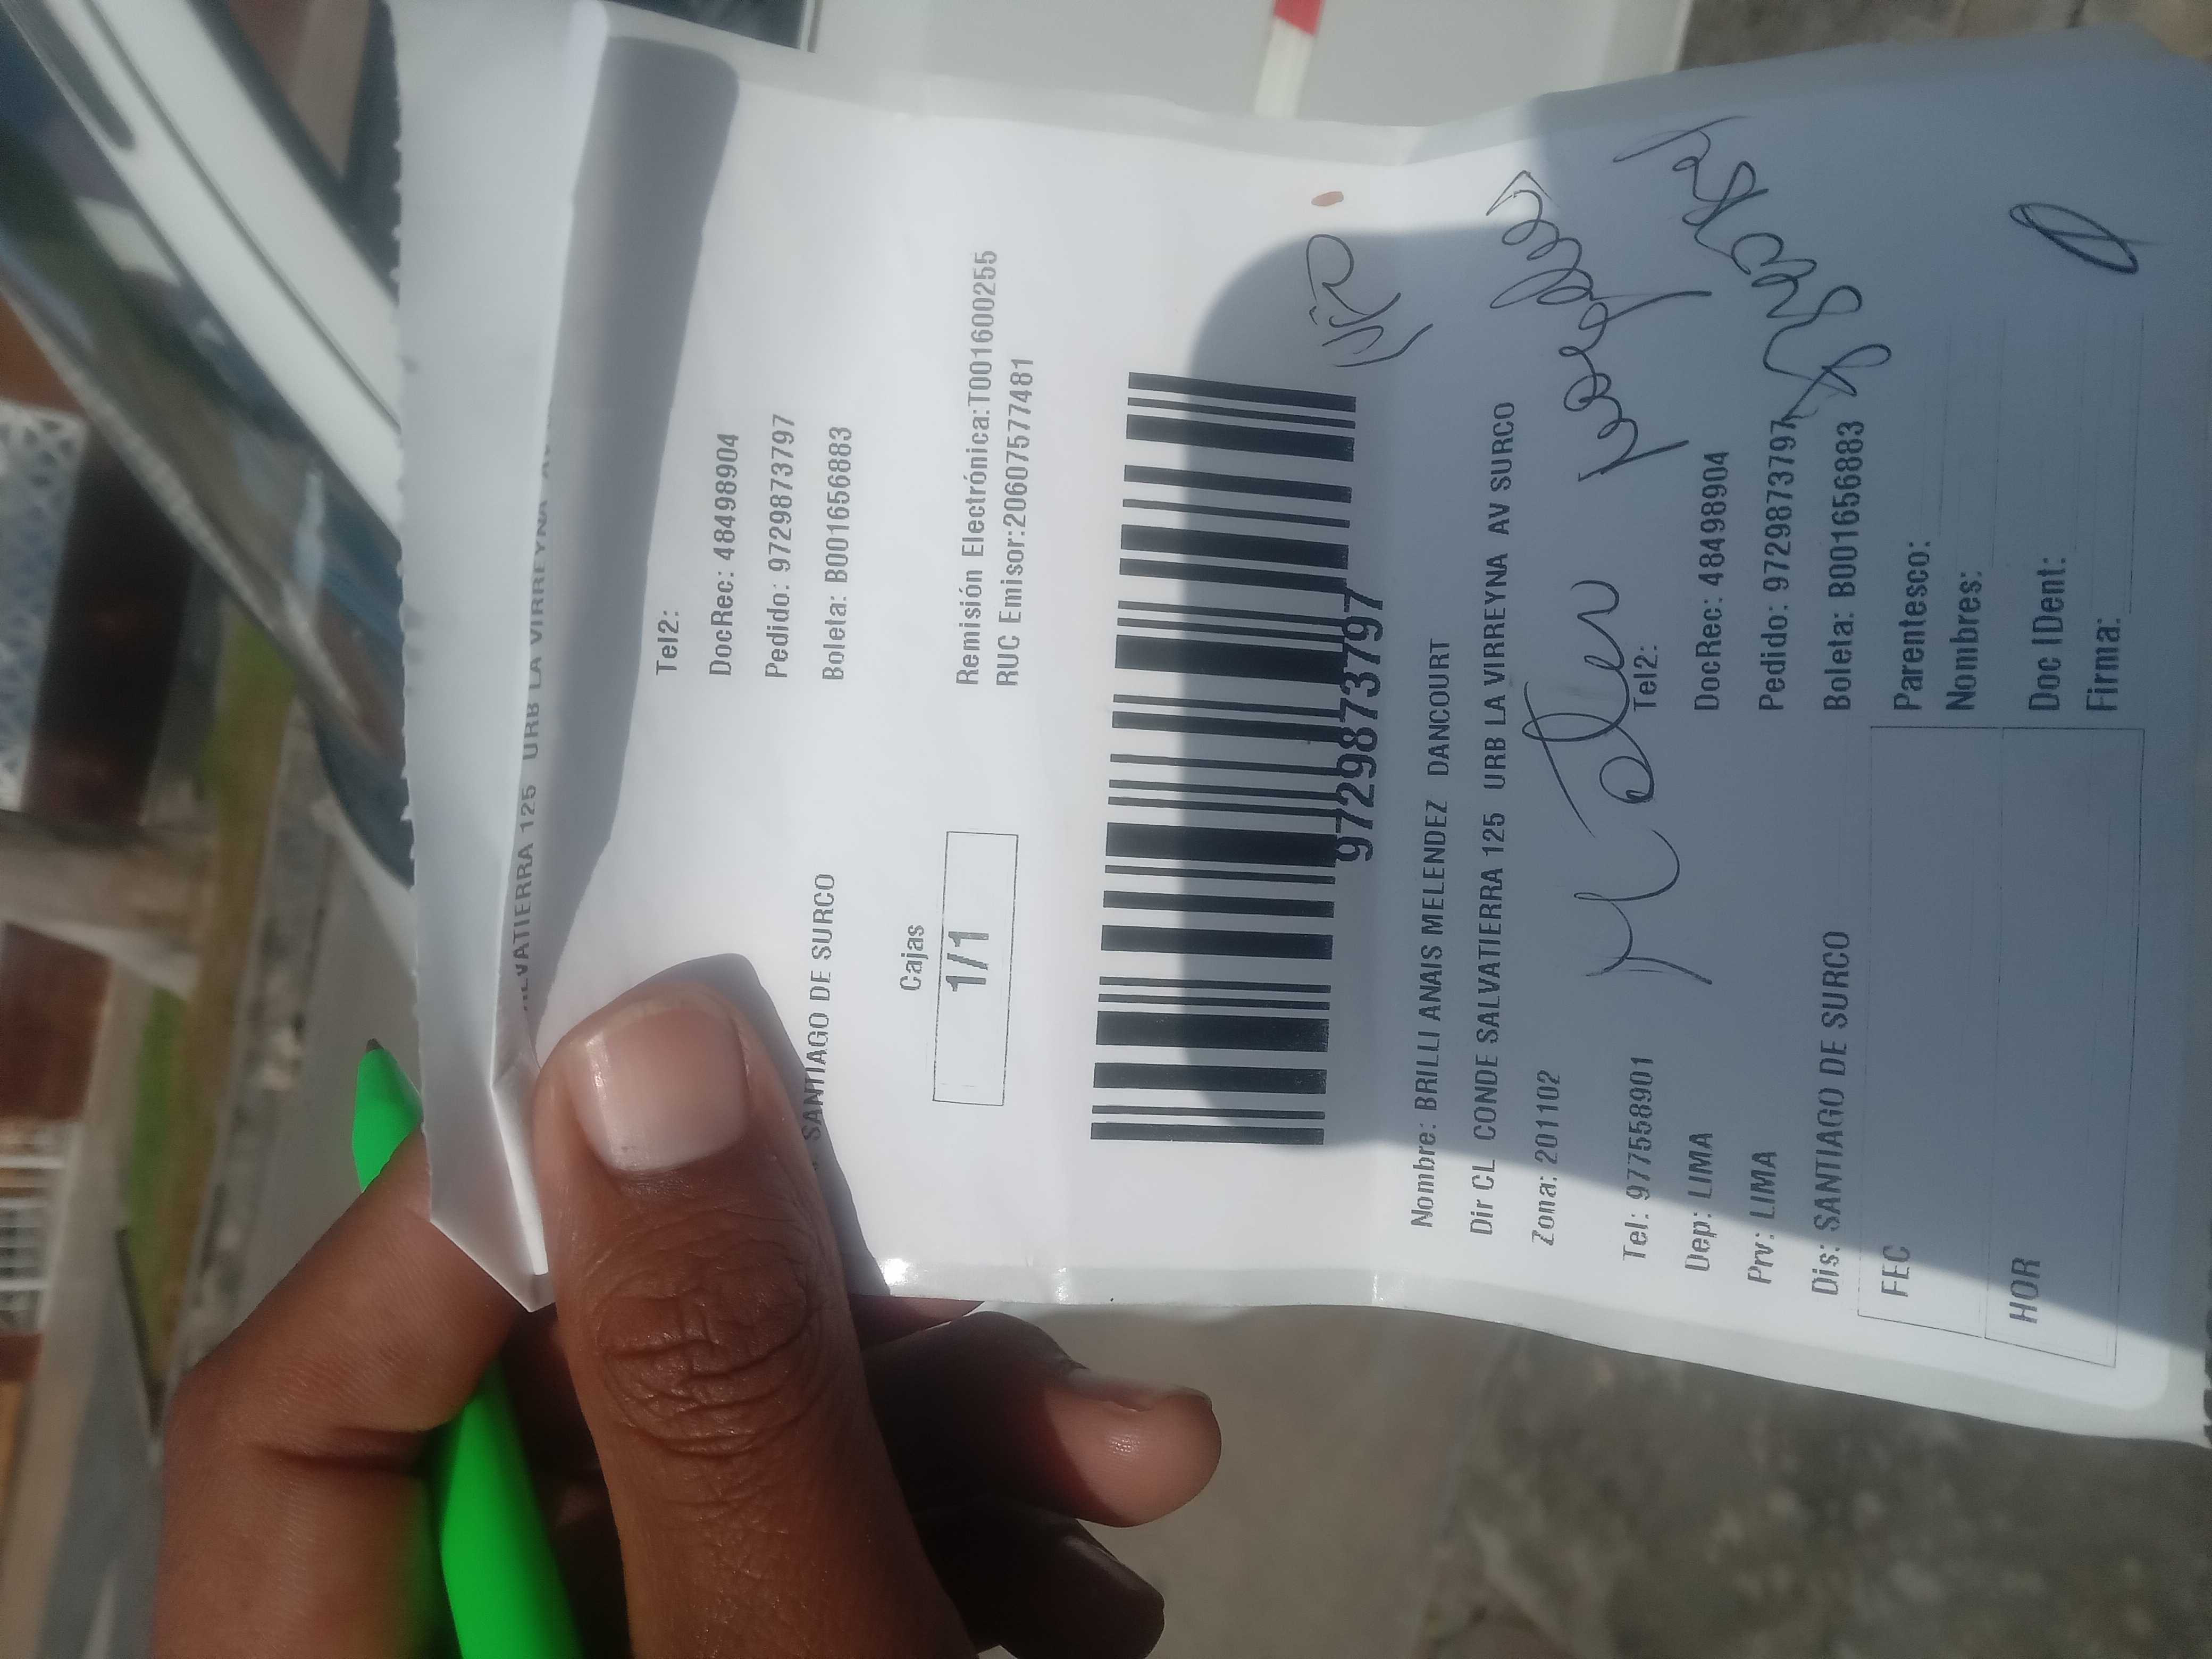 LVATIERRA 125 URB LA VIRREYNA
Tel2:
DocRec: 48498904
Pedido: 9729873797
SANTIAGO DE SURCO
Boleta: B001656883
Cajas
1/1
Remisión Electrónica:T001600255
RUC Emisor:20607577481
9729873797
Nombre: BRILLI ANAIS MELENDEZ DANCOURT
Dir CL CONDE SALVATIERRA 125 URB LA VIRREYNA AV SURCO
Zona: 201102
Tel: 977558901 Tel2:
Dep: LIMA DocRec: 48498904
Prv: LIMA Pedido: 9729873797
Dis: SANTIAGO DE SURCO Boleta: B001656883
FEC Parentesco:
Nombres:
HOR Doc IDent:
Firma: